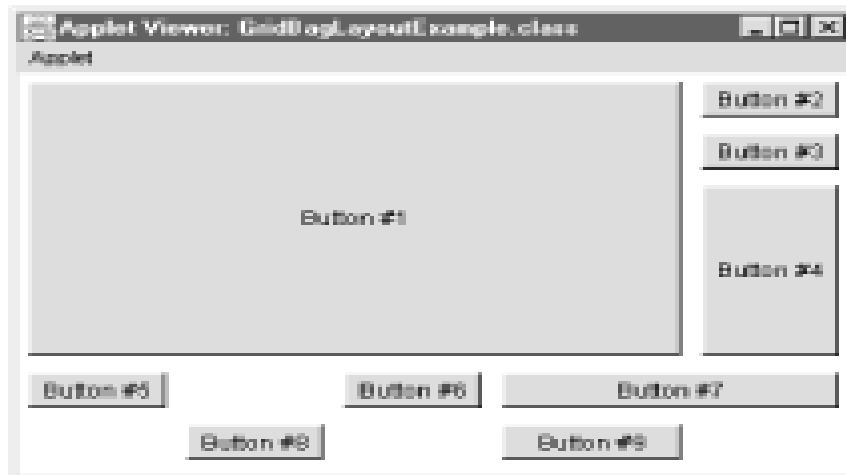 Applet Viewer: GridBagLayoutExample.class
Applet
Button #1
Button #2
Button #3
Button #4
Button #5
Button #6
Button #7
Button #8
Button #9